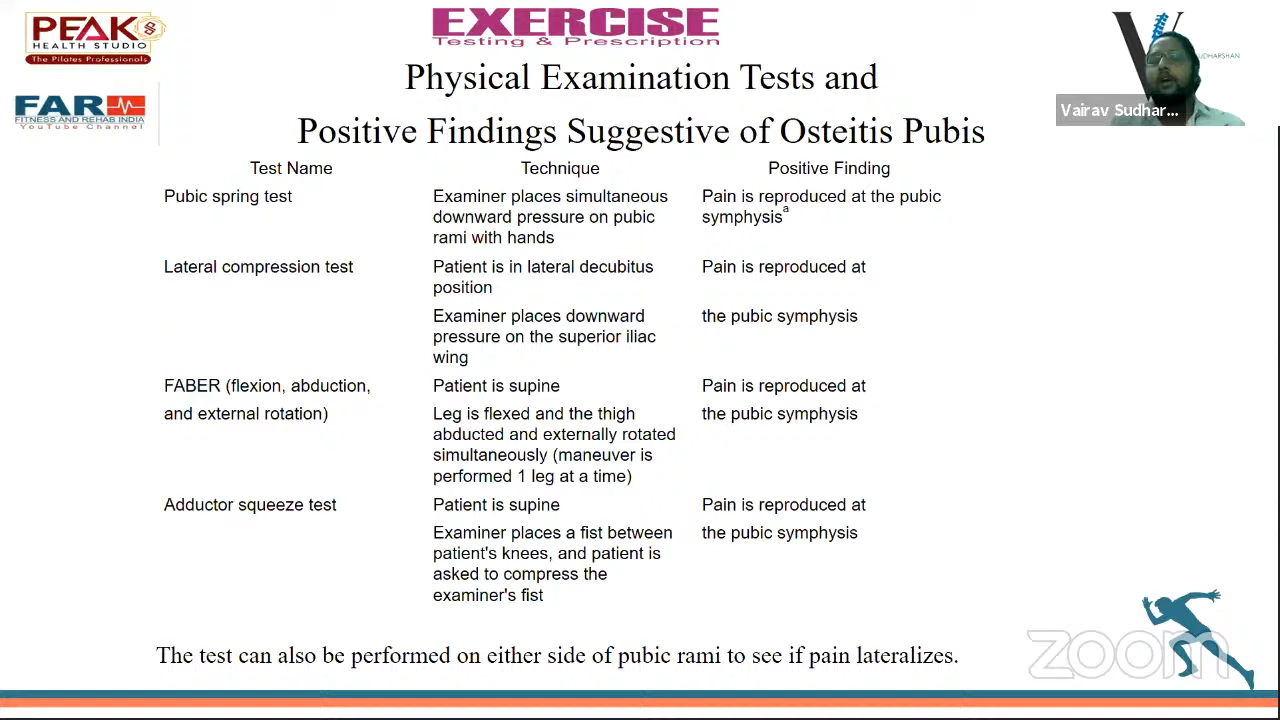 PEAK
HEALTH STUDIO
The Pilates Professionals
EXERCISE
Testing & Prescription
V
SUDHARSHAN
FAR
FITNESS AND REHAB INDIA
YouTube Channel
Vairav Sudhar...
Physical Examination Tests and
Positive Findings Suggestive of Osteitis Pubis
Test Name Technique Positive Finding
Pubic spring test
Examiner places simultaneous
downward pressure on pubic
rami with hands
Pain is reproduced at the pubic
symphysisa
Lateral compression test
Patient is in lateral decubitus
position
Examiner places downward
pressure on the superior iliac
wing
Pain is reproduced at
the pubic symphysis
FABER (flexion, abduction,
and external rotation)
Patient is supine
Leg is flexed and the thigh
abducted and externally rotated
simultaneously (maneuver is
performed 1 leg at a time)
Pain is reproduced at
the pubic symphysis
Adductor squeeze test
Patient is supine
Examiner places a fist between
patient's knees, and patient is
asked to compress the
examiner's fist
Pain is reproduced at
the pubic symphysis
The test can also be performed on either side of pubic rami to see if pain lateralizes.
zoom